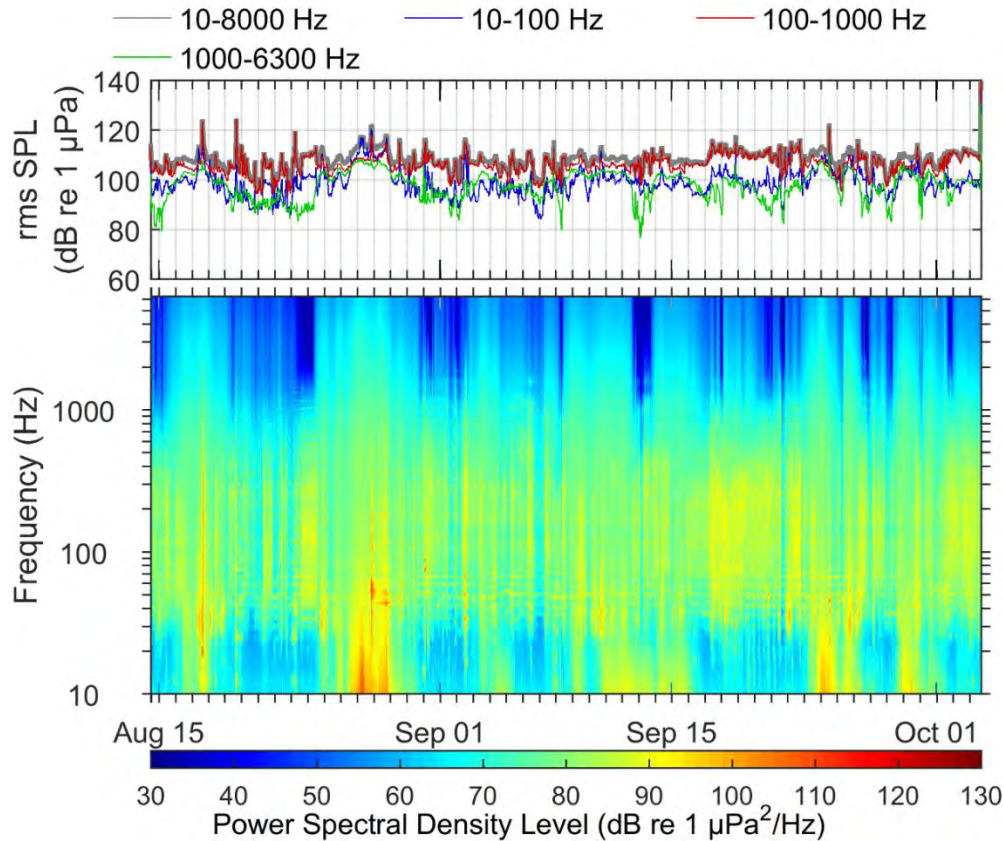 10-8000 Hz 10-100 Hz 100-1000 Hz
1000-6300 Hz
rms SPL
(dB re 1 µPa)
140
120
100
80
60
Frequency (Hz)
1000
100
10
Aug 15 Sep 01 Sep 15 Oct 01
30 40 50 60 70 80 90 100 110 120 130
Power Spectral Density Level (dB re 1 µPa²/Hz)